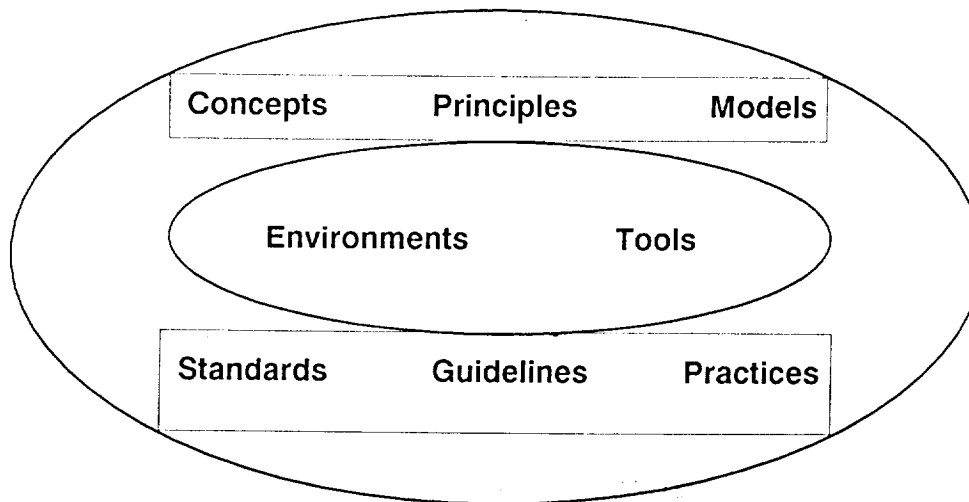 Concepts Principles Models
Environments Tools
Standards Guidelines Practices